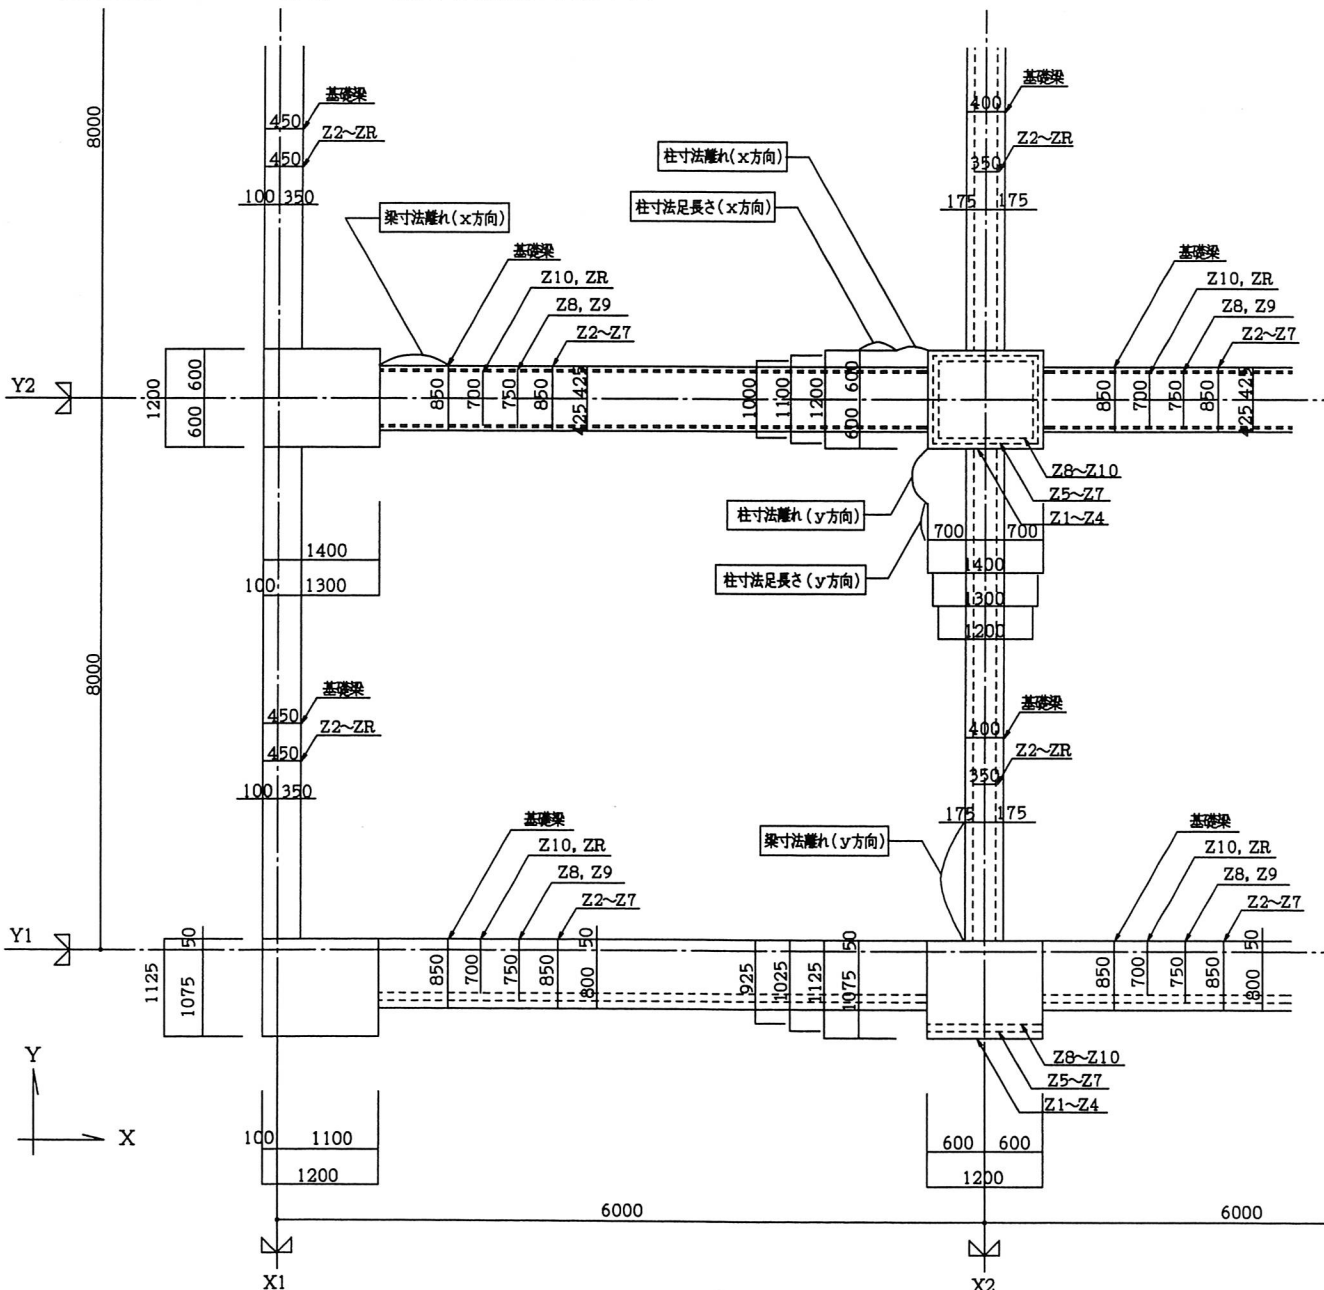 8000
基礎梁
450
Z2~ZR
450
100 350
梁寸法離れ(x方向)
柱寸法離れ(x方向)
柱寸法足長さ(x方向)
基礎梁
400
Z2~ZR
350
175 175
基礎梁
Z10, ZR
Z8, Z9
Z2~Z7
基礎梁
Z10, ZR
Z8, Z9
Z2~Z7
Y2
1200
600
600
850
700
750
850
425
425
1000
1100
1200
600
600
850
700
750
850
425
425
Z8~Z10
Z5~Z7
Z1~Z4
柱寸法離れ(y方向)
柱寸法足長さ(y方向)
700 700
1400
1300
1200
1400
100 1300
8000
基礎梁
450
Z2~ZR
450
100 350
基礎梁
400
Z2~ZR
350
175 175
梁寸法離れ(y方向)
基礎梁
Z10, ZR
Z8, Z9
Z2~Z7
基礎梁
Z10, ZR
Z8, Z9
Z2~Z7
Y1
1125
50
1075
850
700
750
850
50
800
925
1025
1125
50
1075
850
700
750
850
50
800
Z8~Z10
Z5~Z7
Z1~Z4
Y
X
100 1100
1200
600 600
1200
6000
6000
X1
X2